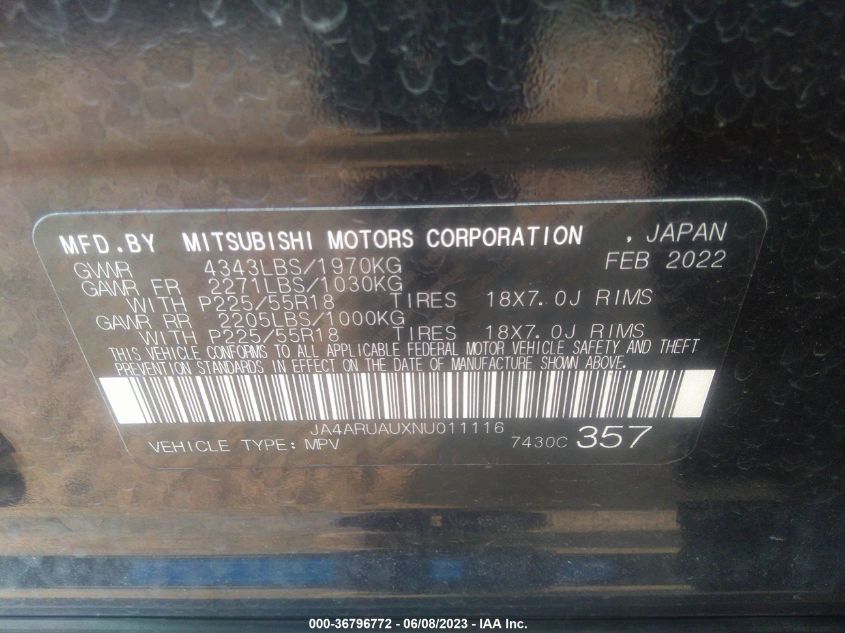 MFD.BY MITSUBISHI MOTORS CORPORATION , JAPAN
GVWR 4343LBS/1970KG FEB 2022
GAWR FR 2271LBS/1030KG
WITH P225/55R18 TIRES 18X7.0J RIMS
GAWR RR 2205LBS/1000KG
WITH P225/55R18 TIRES 18X7.0J RIMS
THIS VEHICLE CONFORMS TO ALL APPLICABLE FEDERAL MOTOR VEHICLE SAFETY AND THEFT
PREVENTION STANDARDS IN EFFECT ON THE DATE OF MANUFACTURE SHOWN ABOVE.
JA4ARUAUXNU011116
VEHICLE TYPE: MPV 7430C 357
000-36796772 - 06/08/2023 - IAA Inc.